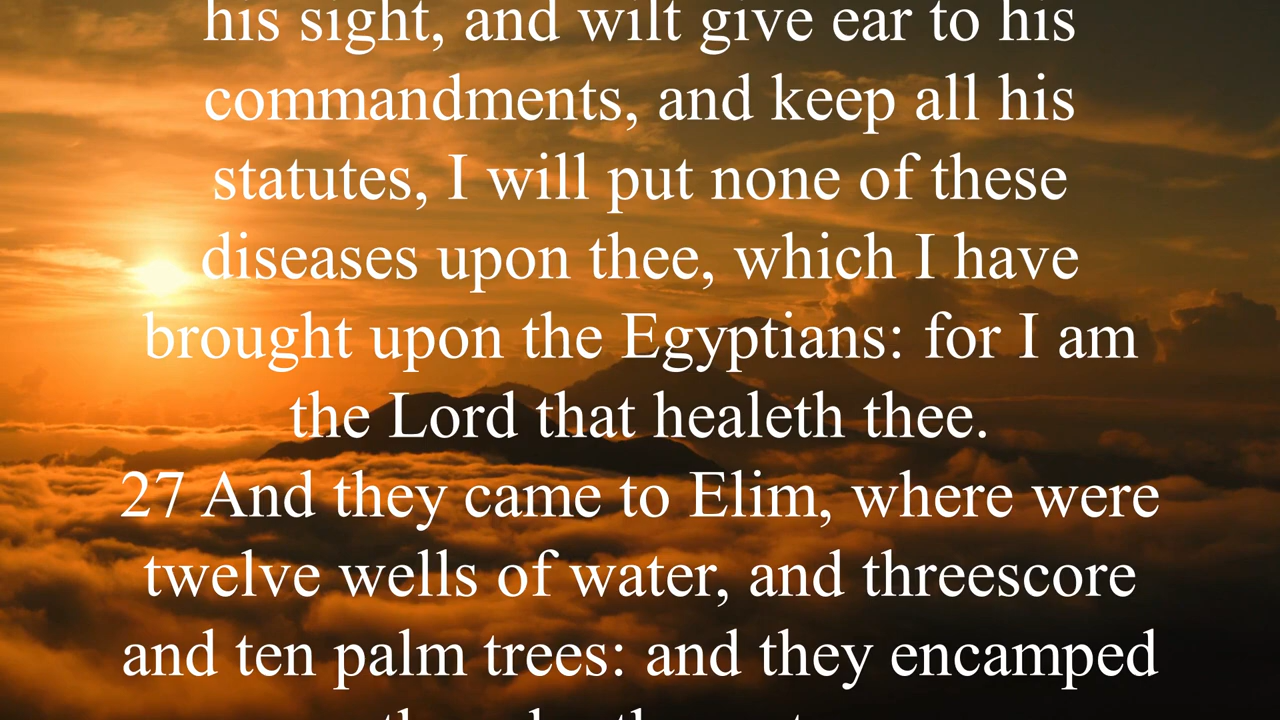 his sight, and wilt give ear to his
commandments, and keep all his
statutes, I will put none of these
diseases upon thee, which I have
brought upon the Egyptians: for I am
the Lord that healeth thee.
27 And they came to Elim, where were
twelve wells of water, and threescore
and ten palm trees: and they encamped